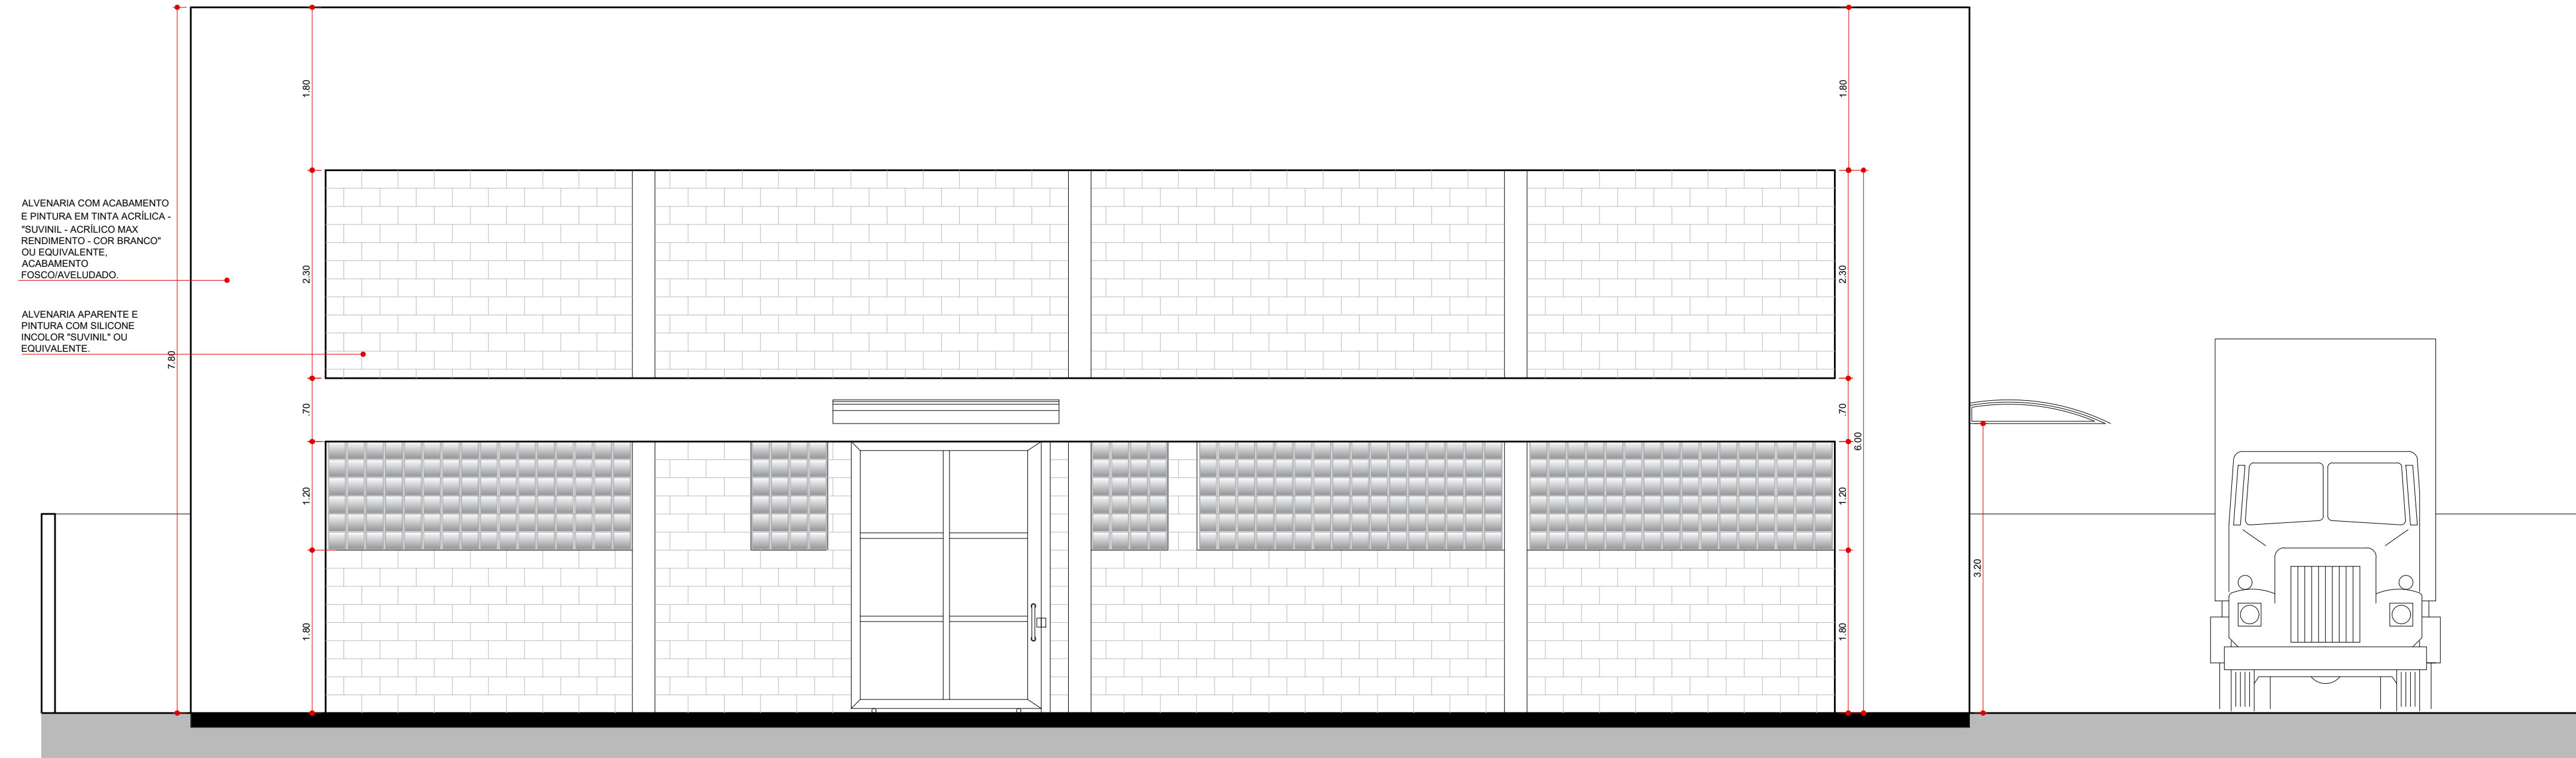 ALVENARIA COM ACABAMENTO
E PINTURA EM TINTA ACRÍLICA -
"SUVINIL - ACRÍLICO MAX
RENDIMENTO - COR BRANCO"
OU EQUIVALENTE,
ACABAMENTO
FOSCO/AVELUDADO.
ALVENARIA APARENTE E
PINTURA COM SILICONE
INCOLOR "SUVINIL" OU
EQUIVALENTE.
7.80
1.80
2.30
.70
1.20
1.80
1.80
2.30
.70
1.20
1.80
6.00
3.20